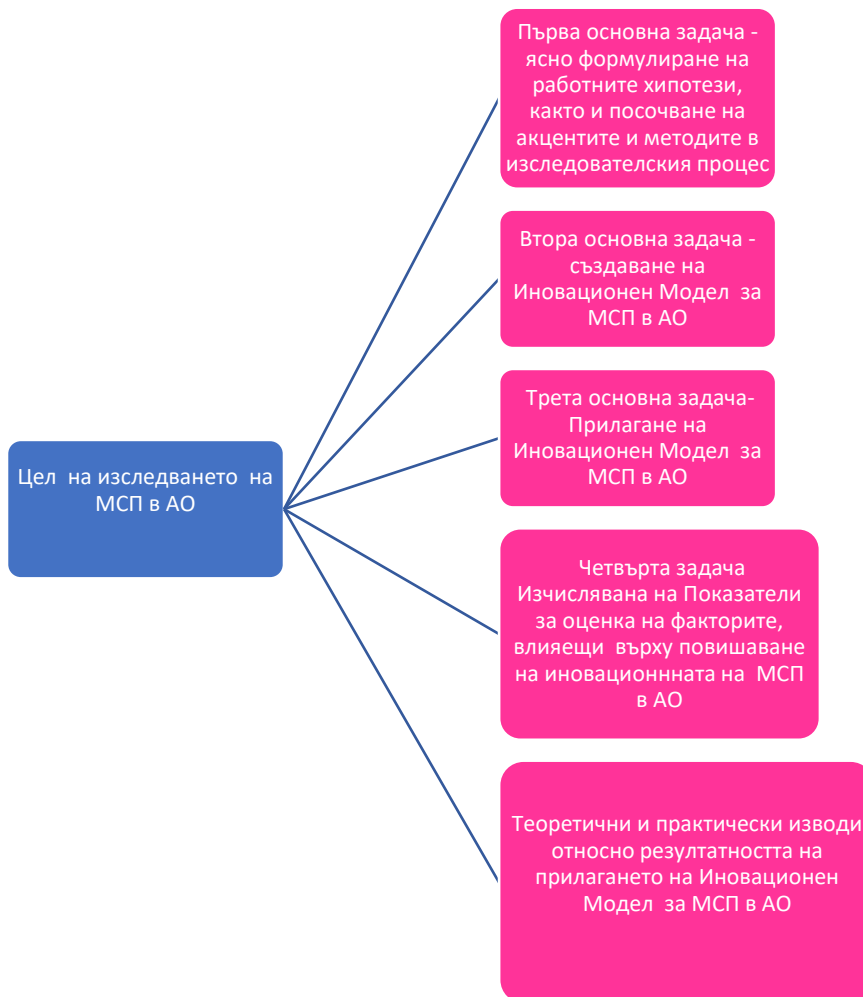 Първа основна задача -
ясно формулиране на
работните хипотези,
както и посочване на
акцентите и методите в
изследователския процес
Втора основна задача -
създаване на
Иновационен Модел за
МСП в АО
Трета основна задача-
Прилагане на
Иновационен Модел за
МСП в АО
Цел на изследването на
МСП в АО
Четвърта задача
Изчислявана на Показатели
за оценка на факторите,
влияещи върху повишаване
на иновационнната на МСП
в АО
Теоретични и практически изводи
относно резултатността на
прилагането на Иновационен
Модел за МСП в АО